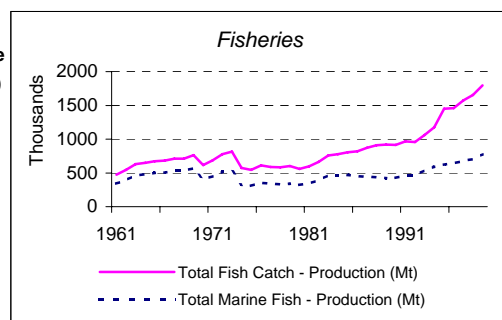 Fisheries
e
)
Thousands
2000
1500
1000
500
0
1961
1971
1981
1991
Total Fish Catch - Production (Mt)
Total Marine Fish - Production (Mt)